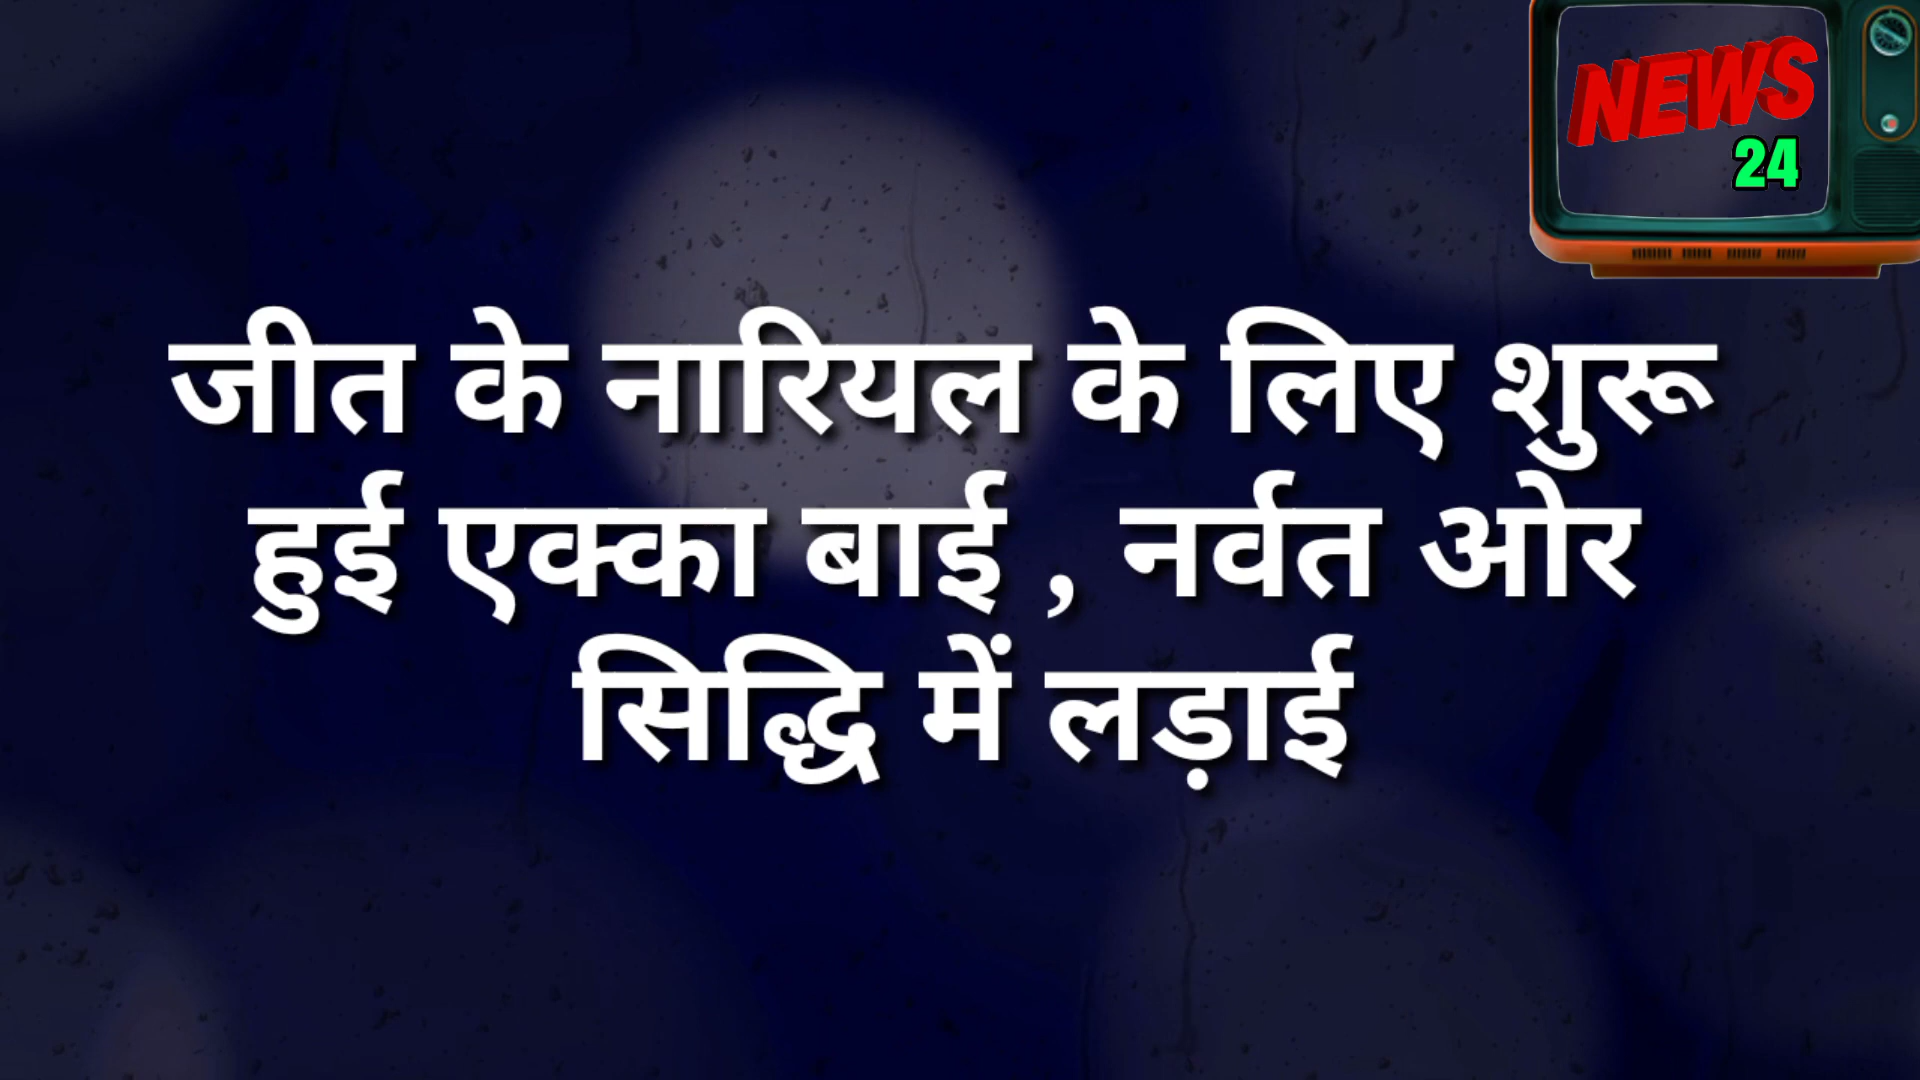 NEWS
24
जीत के नारियल के लिए शुरू
हुई एक्का बाई , नर्वत ओर
सिद्धि में लड़ाई